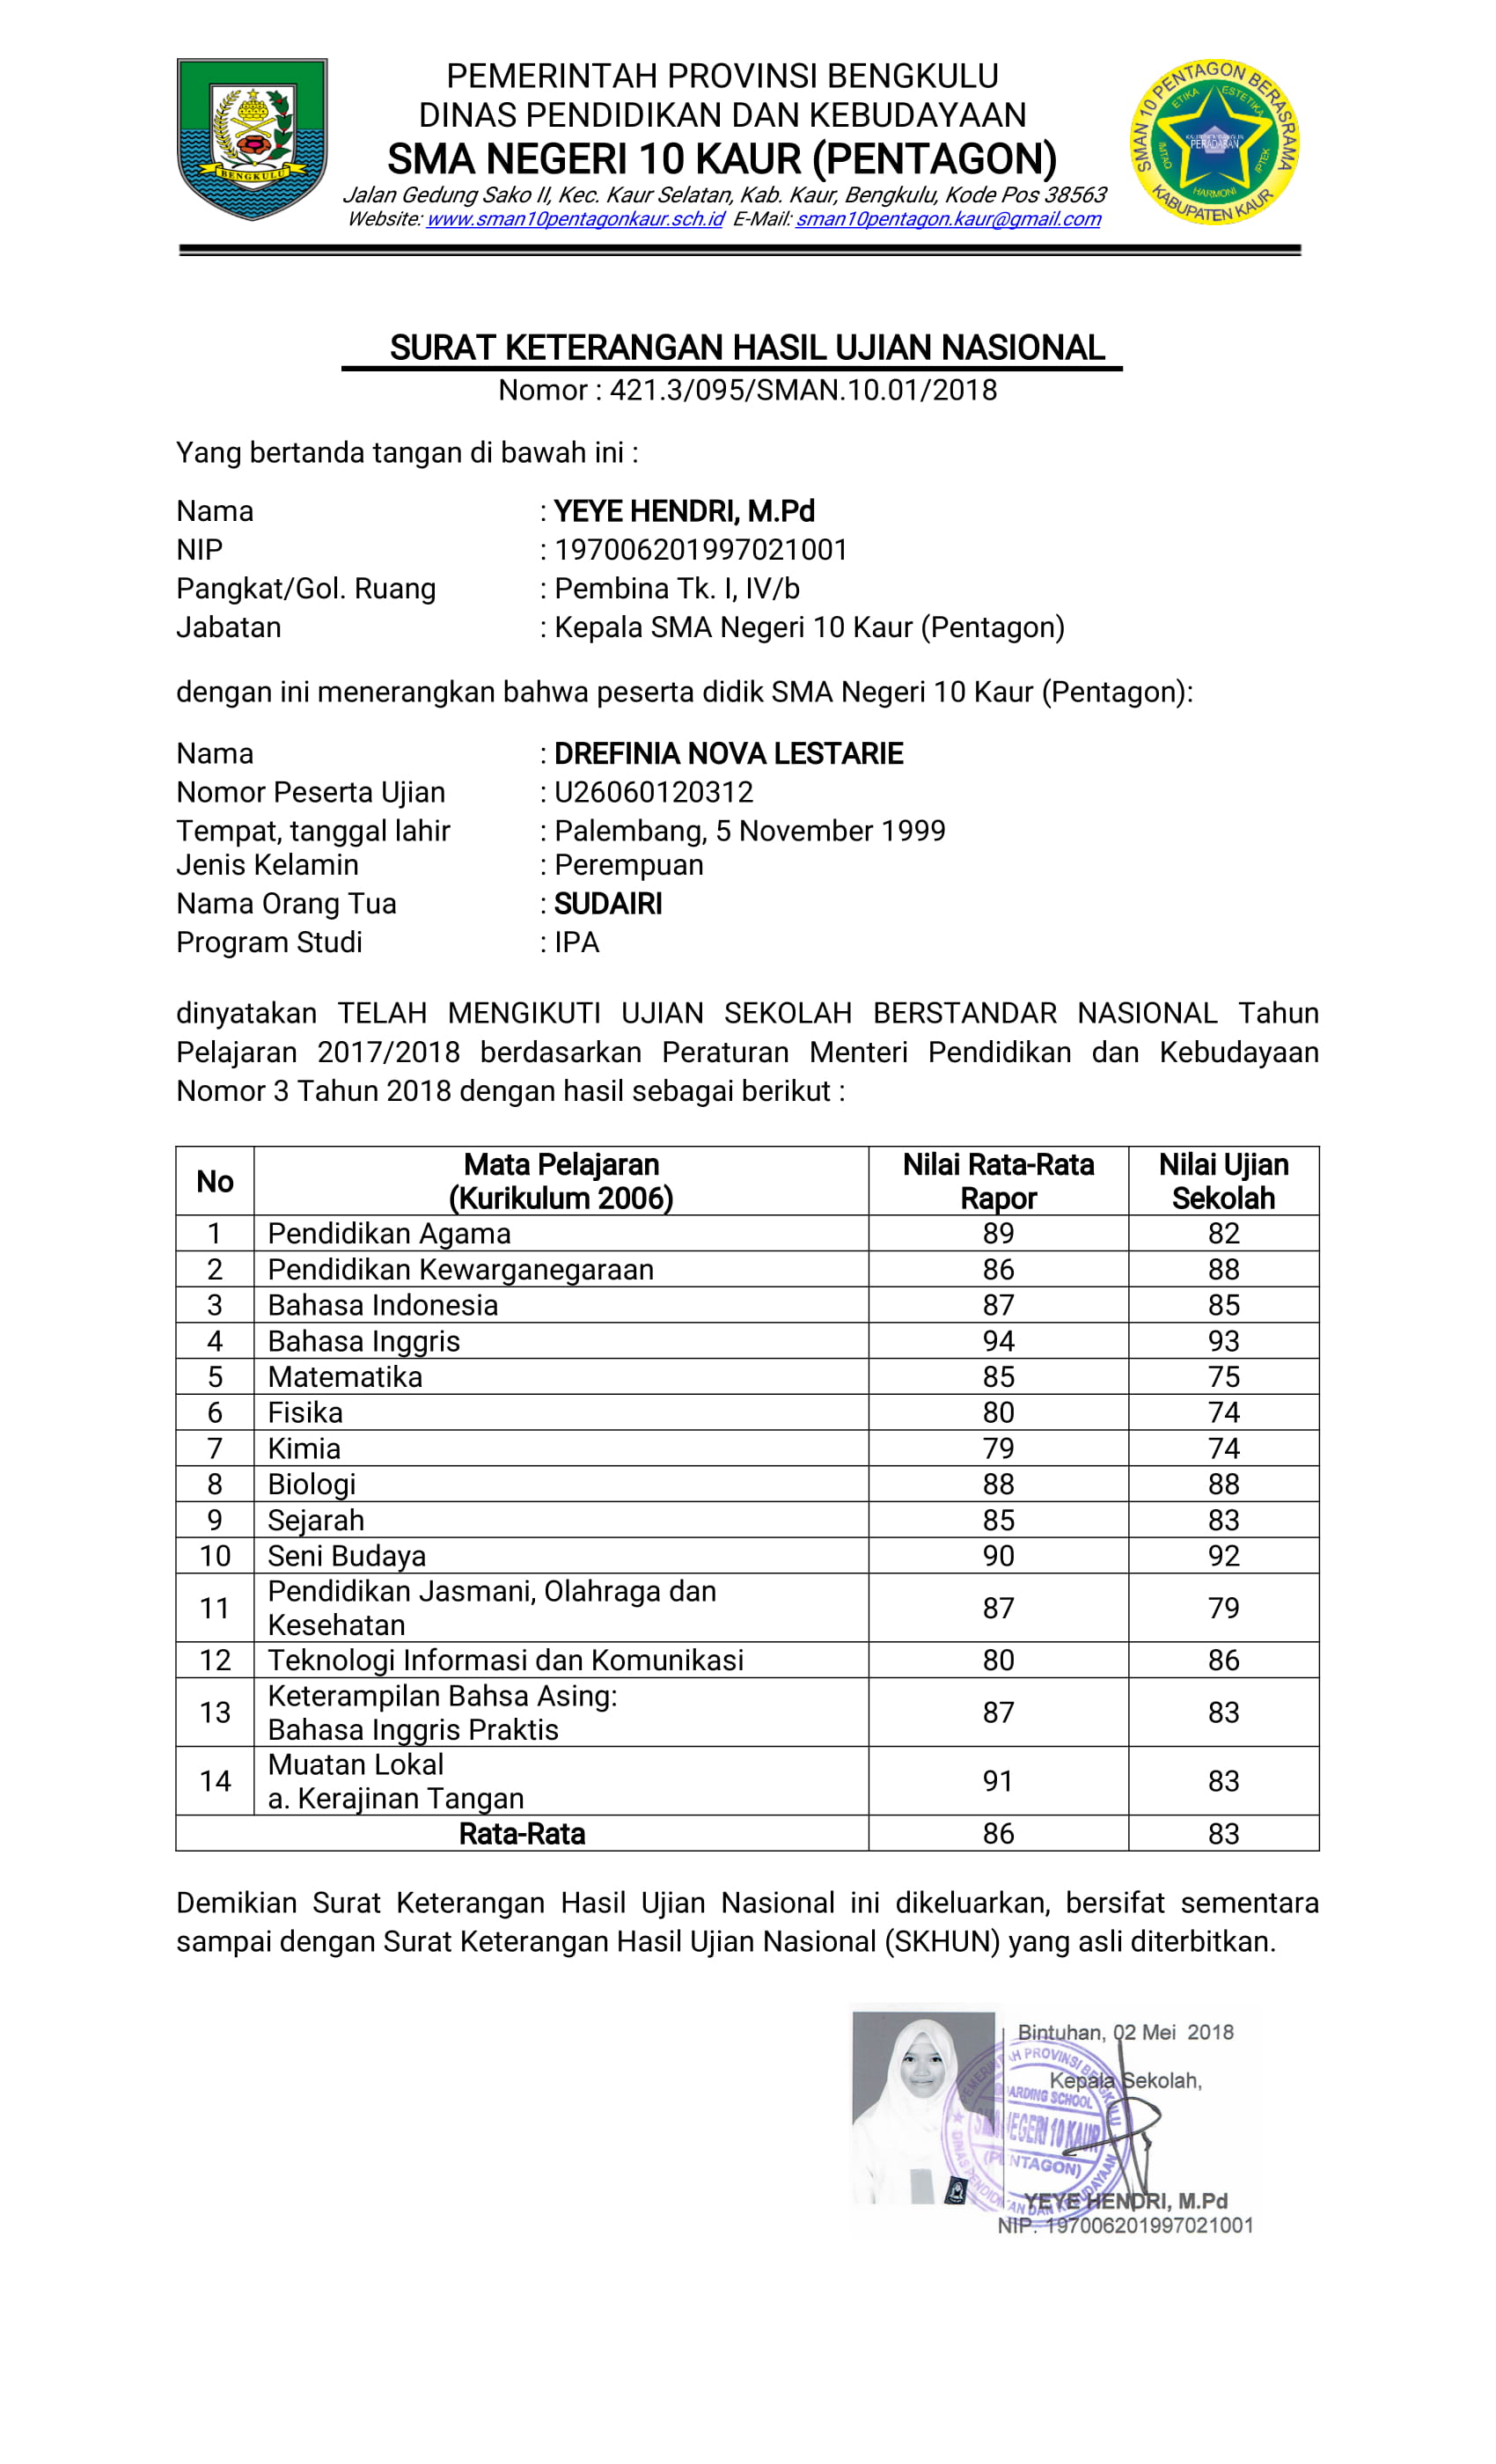 PEMERINTAH PROVINSI BENGKULU
DINAS PENDIDIKAN DAN KEBUDAYAAN
SMA NEGERI 10 KAUR (PENTAGON)
Jalan Gedung Sako II, Kec. Kaur Selatan, Kab. Kaur, Bengkulu, Kode Pos 38563
Website: www.sman10pentagonkaur.sch.id E-Mail: sman10pentagon.kaur@gmail.com
BENGKULU
SMAN 10 PENTAGON BERASRAMA
KABUPATEN KAUR
ETIKA
ESTETIKA
IMTAQ
IPTEK
HARMONI
PERADABAN
SURAT KETERANGAN HASIL UJIAN NASIONAL
Nomor : 421.3/095/SMAN.10.01/2018
Yang bertanda tangan di bawah ini :
Nama : YEYE HENDRI, M.Pd
NIP : 197006201997021001
Pangkat/Gol. Ruang : Pembina Tk. I, IV/b
Jabatan : Kepala SMA Negeri 10 Kaur (Pentagon)
dengan ini menerangkan bahwa peserta didik SMA Negeri 10 Kaur (Pentagon):
Nama : DREFINIA NOVA LESTARIE
Nomor Peserta Ujian : U26060120312
Tempat, tanggal lahir : Palembang, 5 November 1999
Jenis Kelamin : Perempuan
Nama Orang Tua : SUDAIRI
Program Studi : IPA
dinyatakan TELAH MENGIKUTI UJIAN SEKOLAH BERSTANDAR NASIONAL Tahun
Pelajaran 2017/2018 berdasarkan Peraturan Menteri Pendidikan dan Kebudayaan
Nomor 3 Tahun 2018 dengan hasil sebagai berikut :
No Mata Pelajaran (Kurikulum 2006) Nilai Rata-Rata Rapor Nilai Ujian Sekolah
1 Pendidikan Agama 89 82
2 Pendidikan Kewarganegaraan 86 88
3 Bahasa Indonesia 87 85
4 Bahasa Inggris 94 93
5 Matematika 85 75
6 Fisika 80 74
7 Kimia 79 74
8 Biologi 88 88
9 Sejarah 85 83
10 Seni Budaya 90 92
11 Pendidikan Jasmani, Olahraga dan Kesehatan 87 79
12 Teknologi Informasi dan Komunikasi 80 86
13 Keterampilan Bahsa Asing: Bahasa Inggris Praktis 87 83
14 Muatan Lokal a. Kerajinan Tangan 91 83
Rata-Rata 86 83
Demikian Surat Keterangan Hasil Ujian Nasional ini dikeluarkan, bersifat sementara
sampai dengan Surat Keterangan Hasil Ujian Nasional (SKHUN) yang asli diterbitkan.
Bintuhan, 02 Mei 2018
Kepala Sekolah,
PEMERINTAH PROVINSI BENGKULU
BOARDING SCHOOL
SMA NEGERI 10 KAUR
(PENTAGON)
DINAS PENDIDIKAN DAN KEBUDAYAAN
YEYE HENDRI, M.Pd
NIP. 197006201997021001